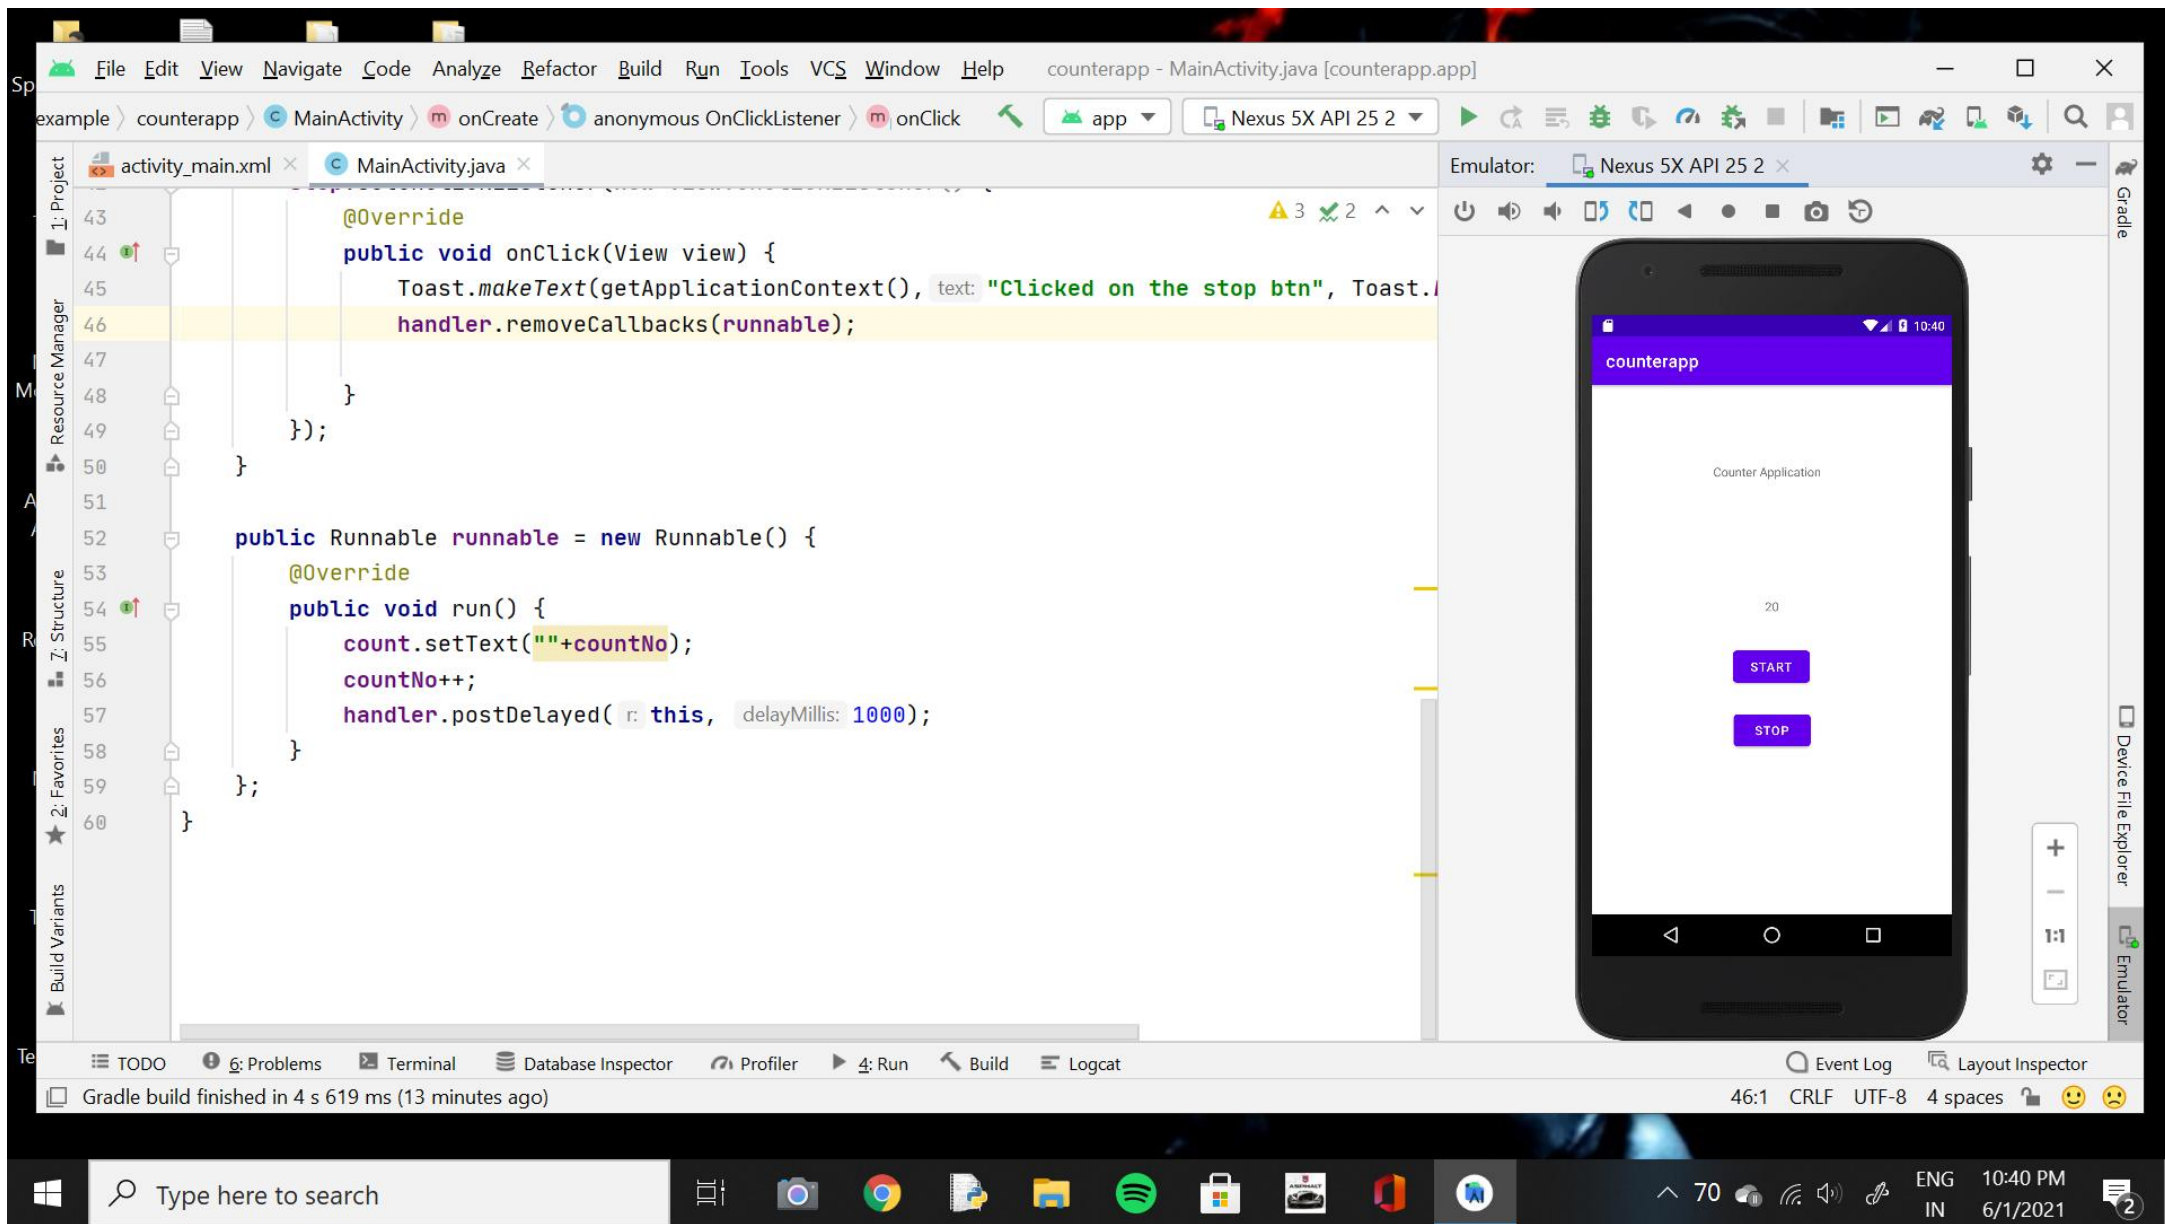 File Edit View Navigate Code Analyze Refactor Build Run Tools VCS Window Help counterapp - MainActivity.java [counterapp.app]
example counterapp MainActivity onCreate anonymous OnClickListener onClick app Nexus 5X API 25 2
activity_main.xml MainActivity.java Emulator: Nexus 5X API 25 2
43 @Override 3 2
44 public void onClick(View view) {
45 Toast.makeText(getApplicationContext(), text: "Clicked on the stop btn", Toast.
46 handler.removeCallbacks(runnable);
47
48 }
49 });
50 }
51
52 public Runnable runnable = new Runnable() {
53 @Override
54 public void run() {
55 count.setText(""+countNo);
56 countNo++;
57 handler.postDelayed( r: this, delayMillis: 1000);
58 }
59 };
60 }
1: Project
Resource Manager
7: Structure
2: Favorites
Build Variants
10:40
counterapp
Counter Application
20
START
STOP
1:1
Gradle
Device File Explorer
Emulator
TODO 6: Problems Terminal Database Inspector Profiler 4: Run Build Logcat Event Log Layout Inspector
Gradle build finished in 4 s 619 ms (13 minutes ago) 46:1 CRLF UTF-8 4 spaces
Type here to search 70 ENG 10:40 PM
IN 6/1/2021 2